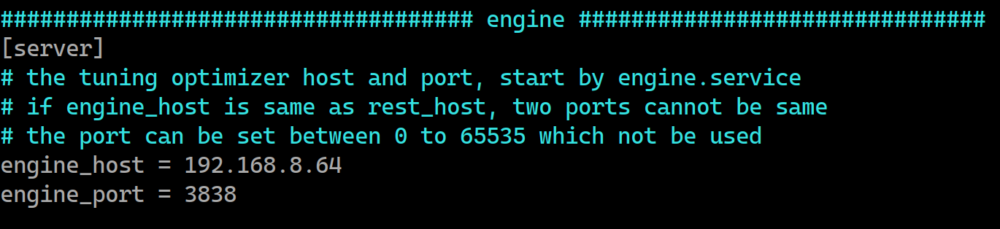 #################################### engine ###############################
[server]
# the tuning optimizer host and port, start by engine.service
# if engine_host is same as rest_host, two ports cannot be same
# the port can be set between 0 to 65535 which not be used
engine_host = 192.168.8.64
engine_port = 3838